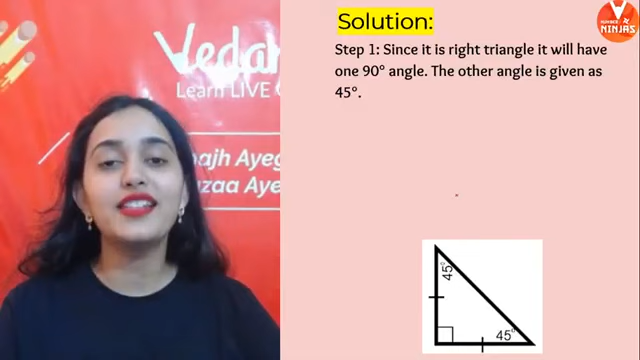 Solution:
NINJAS
Step 1: Since it is right triangle it will have
one 90° angle. The other angle is given as
45°.
Learn LIVE
45°
45°